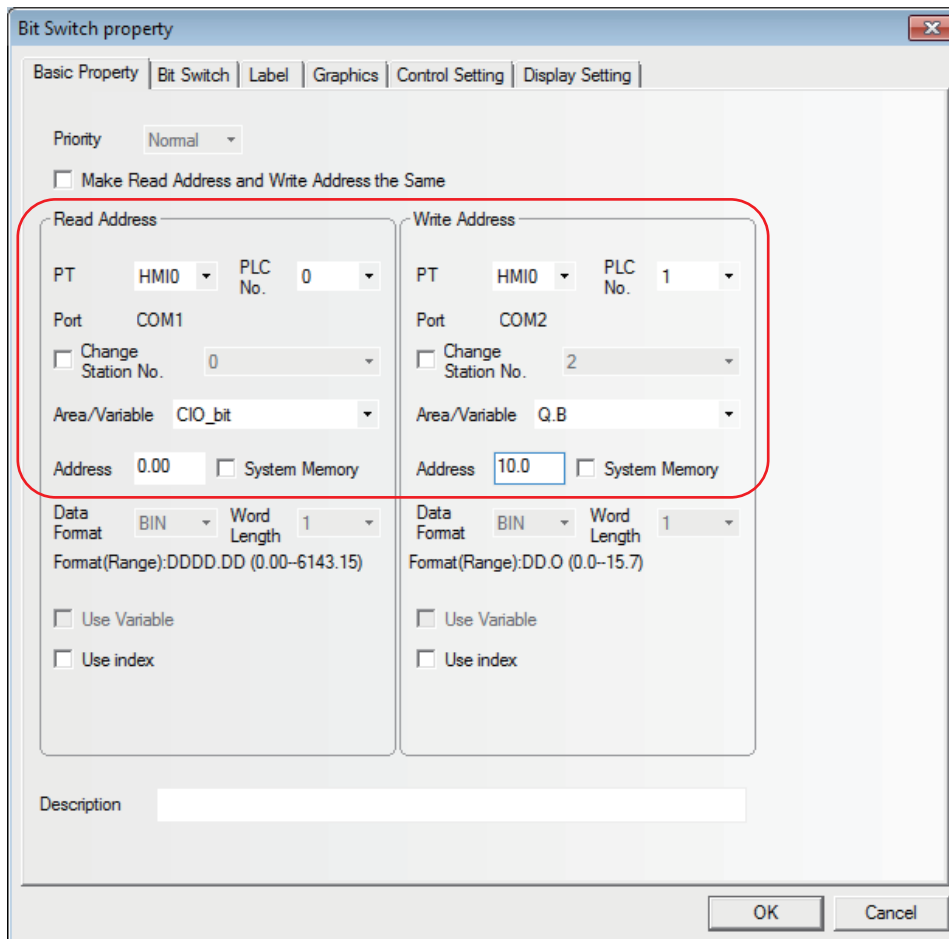 Bit Switch property
Basic Property Bit Switch Label Graphics Control Setting Display Setting
Priority Normal
Make Read Address and Write Address the Same
Read Address
PT HMI0 PLC No. 0
Port COM1
Change Station No. 0
Area/Variable CIO_bit
Address 0.00 System Memory
Data Format BIN Word Length 1
Format(Range):DDDD.DD (0.00--6143.15)
Use Variable
Use index
Write Address
PT HMI0 PLC No. 1
Port COM2
Change Station No. 2
Area/Variable Q.B
Address 10.0 System Memory
Data Format BIN Word Length 1
Format(Range):DD.O (0.0--15.7)
Use Variable
Use index
Description
OK Cancel